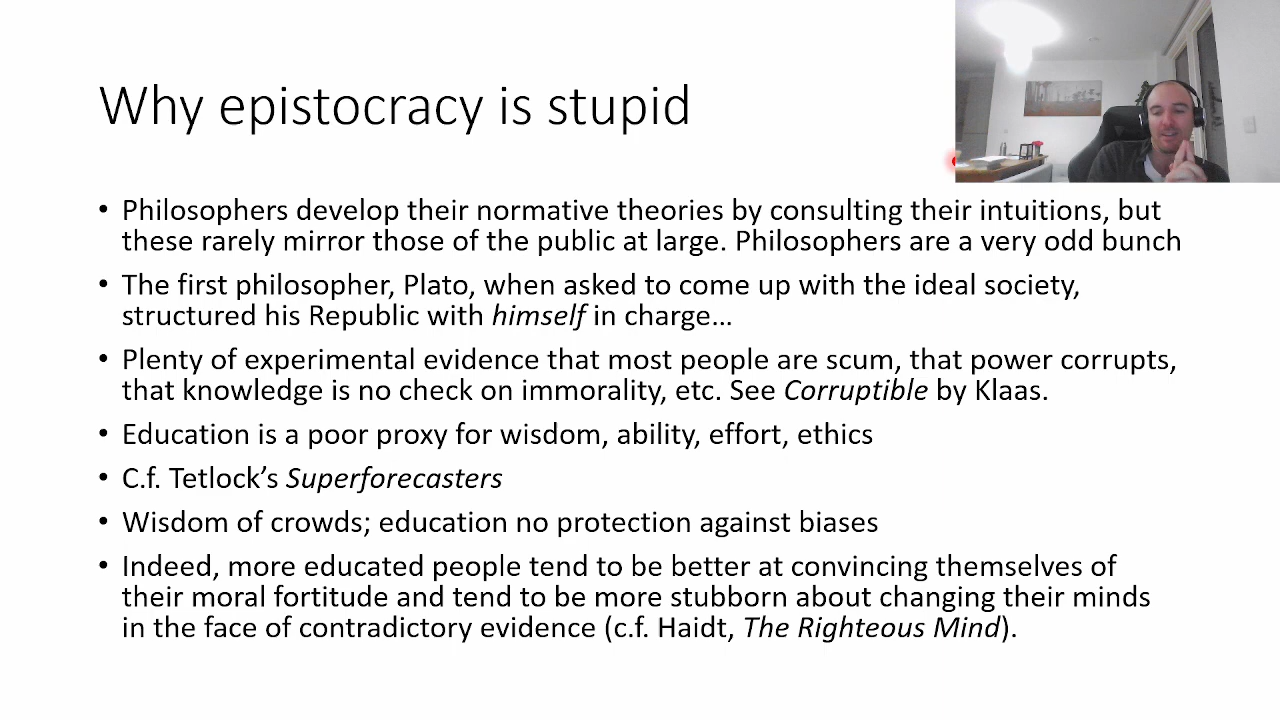 Why epistocracy is stupid
• Philosophers develop their normative theories by consulting their intuitions, but
these rarely mirror those of the public at large. Philosophers are a very odd bunch
• The first philosopher, Plato, when asked to come up with the ideal society,
structured his Republic with himself in charge…
• Plenty of experimental evidence that most people are scum, that power corrupts,
that knowledge is no check on immorality, etc. See Corruptible by Klaas.
• Education is a poor proxy for wisdom, ability, effort, ethics
• C.f. Tetlock’s Superforecasters
• Wisdom of crowds; education no protection against biases
• Indeed, more educated people tend to be better at convincing themselves of
their moral fortitude and tend to be more stubborn about changing their minds
in the face of contradictory evidence (c.f. Haidt, The Righteous Mind).